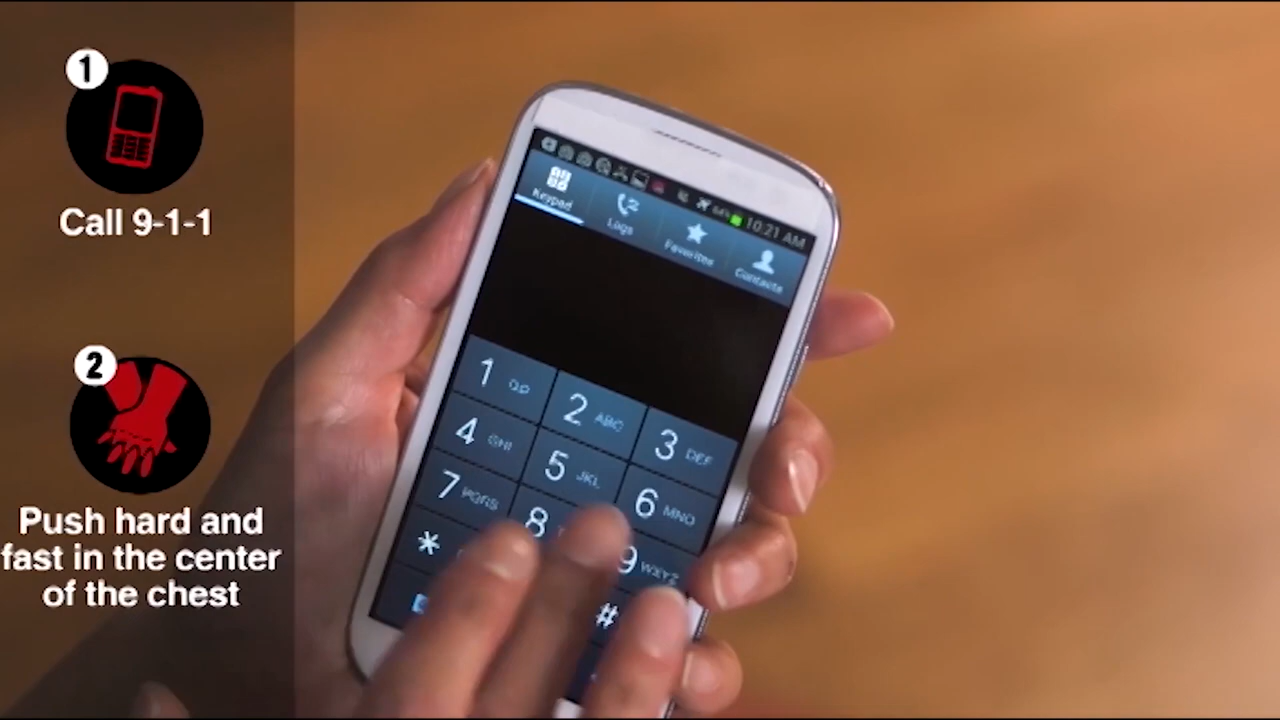 1
Call 9-1-1
2
Push hard and
fast in the center
of the chest
64% 10:21 AM
Keypad Logs Favorites Contacts
1
2 ABC
3 DEF
4 GHI
5 JKL
6 MNO
7 PQRS
8
9 WXYZ
*
#